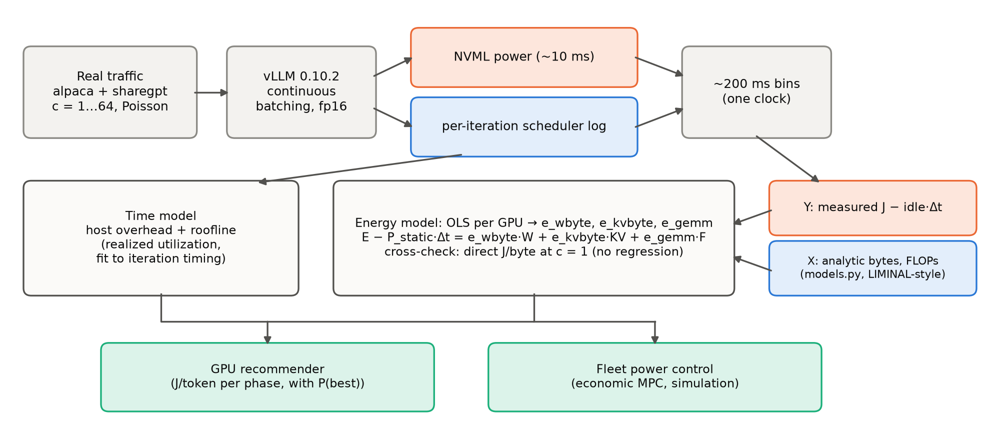 Real traffic
alpaca + sharegpt
c = 1…64, Poisson
vLLM 0.10.2
continuous
batching, fp16
NVML power (~10 ms)
per-iteration scheduler log
~200 ms bins
(one clock)
Time model
host overhead + roofline
(realized utilization,
fit to iteration timing)
Energy model: OLS per GPU → e_wbyte, e_kvbyte, e_gemm
E − P_static·Δt = e_wbyte·W + e_kvbyte·KV + e_gemm·F
cross-check: direct J/byte at c = 1 (no regression)
Y: measured J − idle·Δt
X: analytic bytes, FLOPs
(models.py, LIMINAL-style)
GPU recommender
(J/token per phase, with P(best))
Fleet power control
(economic MPC, simulation)